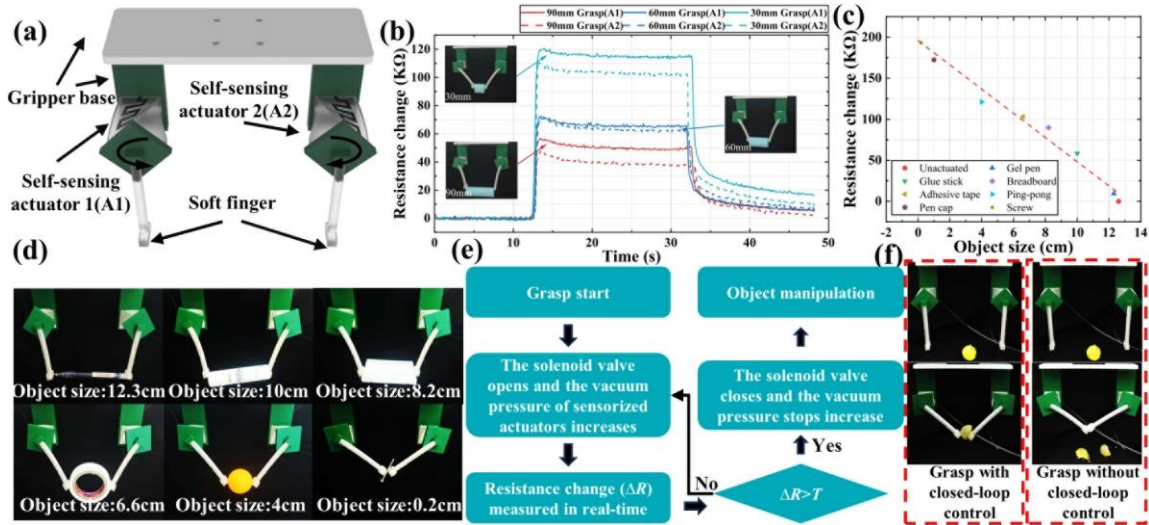 (a)
Gripper base
Self-sensing
actuator 2(A2)
Self-sensing
actuator 1(A1)
Soft finger
(b)
90mm Grasp(A1)
60mm Grasp(A1)
30mm Grasp(A1)
90mm Grasp(A2)
60mm Grasp(A2)
30mm Grasp(A2)
Resistance change (KΩ)
120
100
80
60
40
20
0
0
10
20
30
40
50
Time (s)
30mm
90mm
60mm
(c)
Resistance change (KΩ)
200
150
100
50
0
0
2
4
6
8
10
12
14
Object size (cm)
Unactuated
Gel pen
Glue stick
Breadboard
Adhesive tape
Ping-pong
Pen cap
Screw
(d)
Object size:12.3cm
Object size:10cm
Object size:8.2cm
Object size:6.6cm
Object size:4cm
Object size:0.2cm
(e)
Grasp start
The solenoid valve
opens and the vacuum
pressure of sensorized
actuators increases
Resistance change (ΔR)
measured in real-time
No
ΔR>T
Yes
The solenoid valve
closes and the vacuum
pressure stops increase
Object manipulation
(f)
Grasp with
closed-loop
control
Grasp without
closed-loop
control